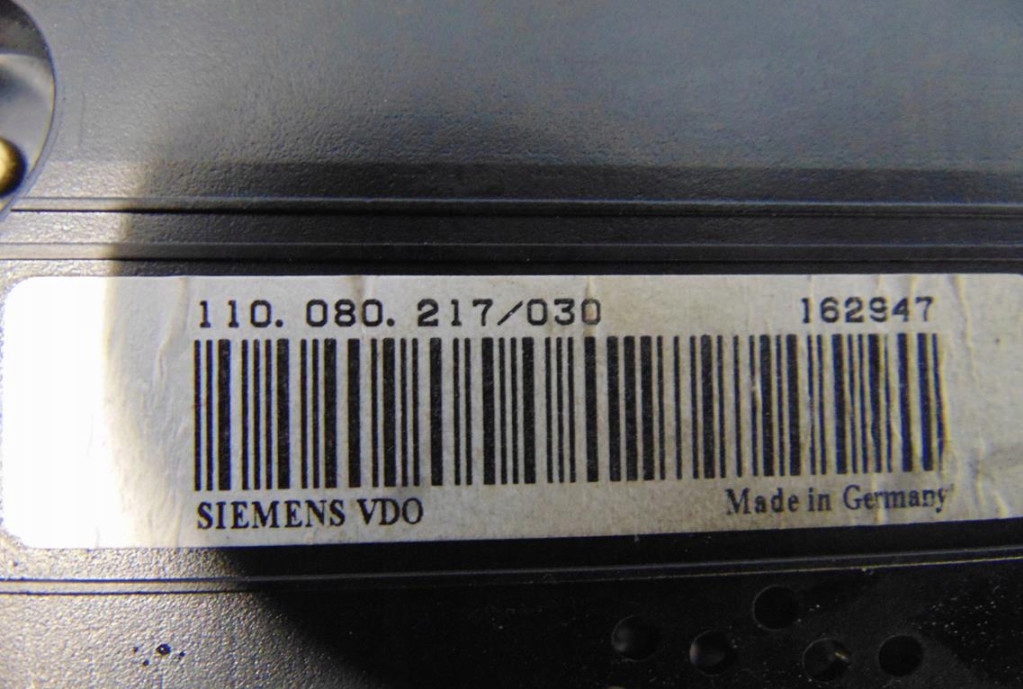 110. 080. 217/030 162947
SIEMENS VDO Made in Germany